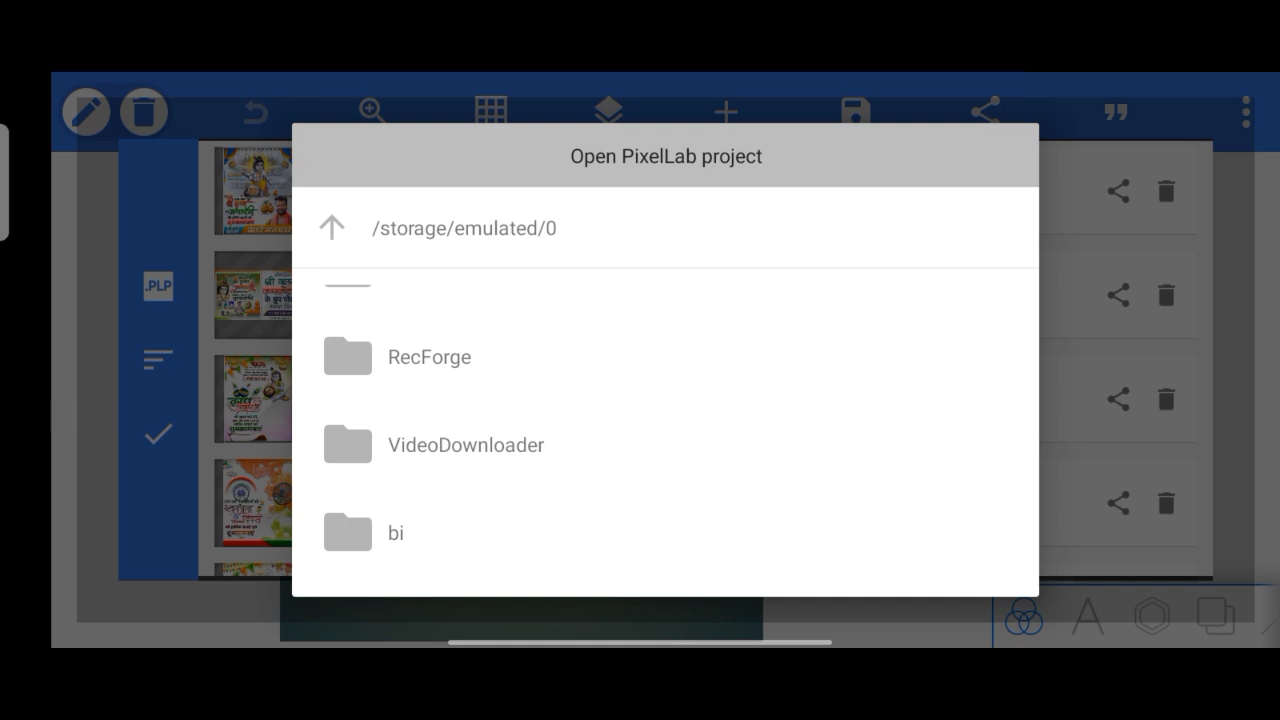 Open PixelLab project
/storage/emulated/0
.PLP
RecForge
VideoDownloader
bi